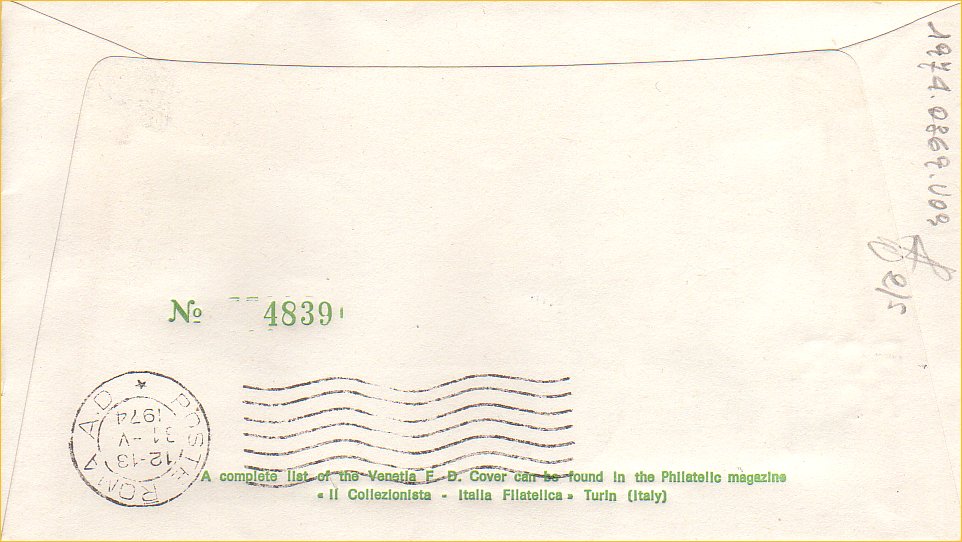 1974.0869.U09
№ 4839
POSTE ROMA A.D
12-13
31-V
1974
A complete list of the Venetia F. D. Cover can be found in the Philatelic magazine
« Il Collezionista - Italia Filatelica » Turin (Italy)